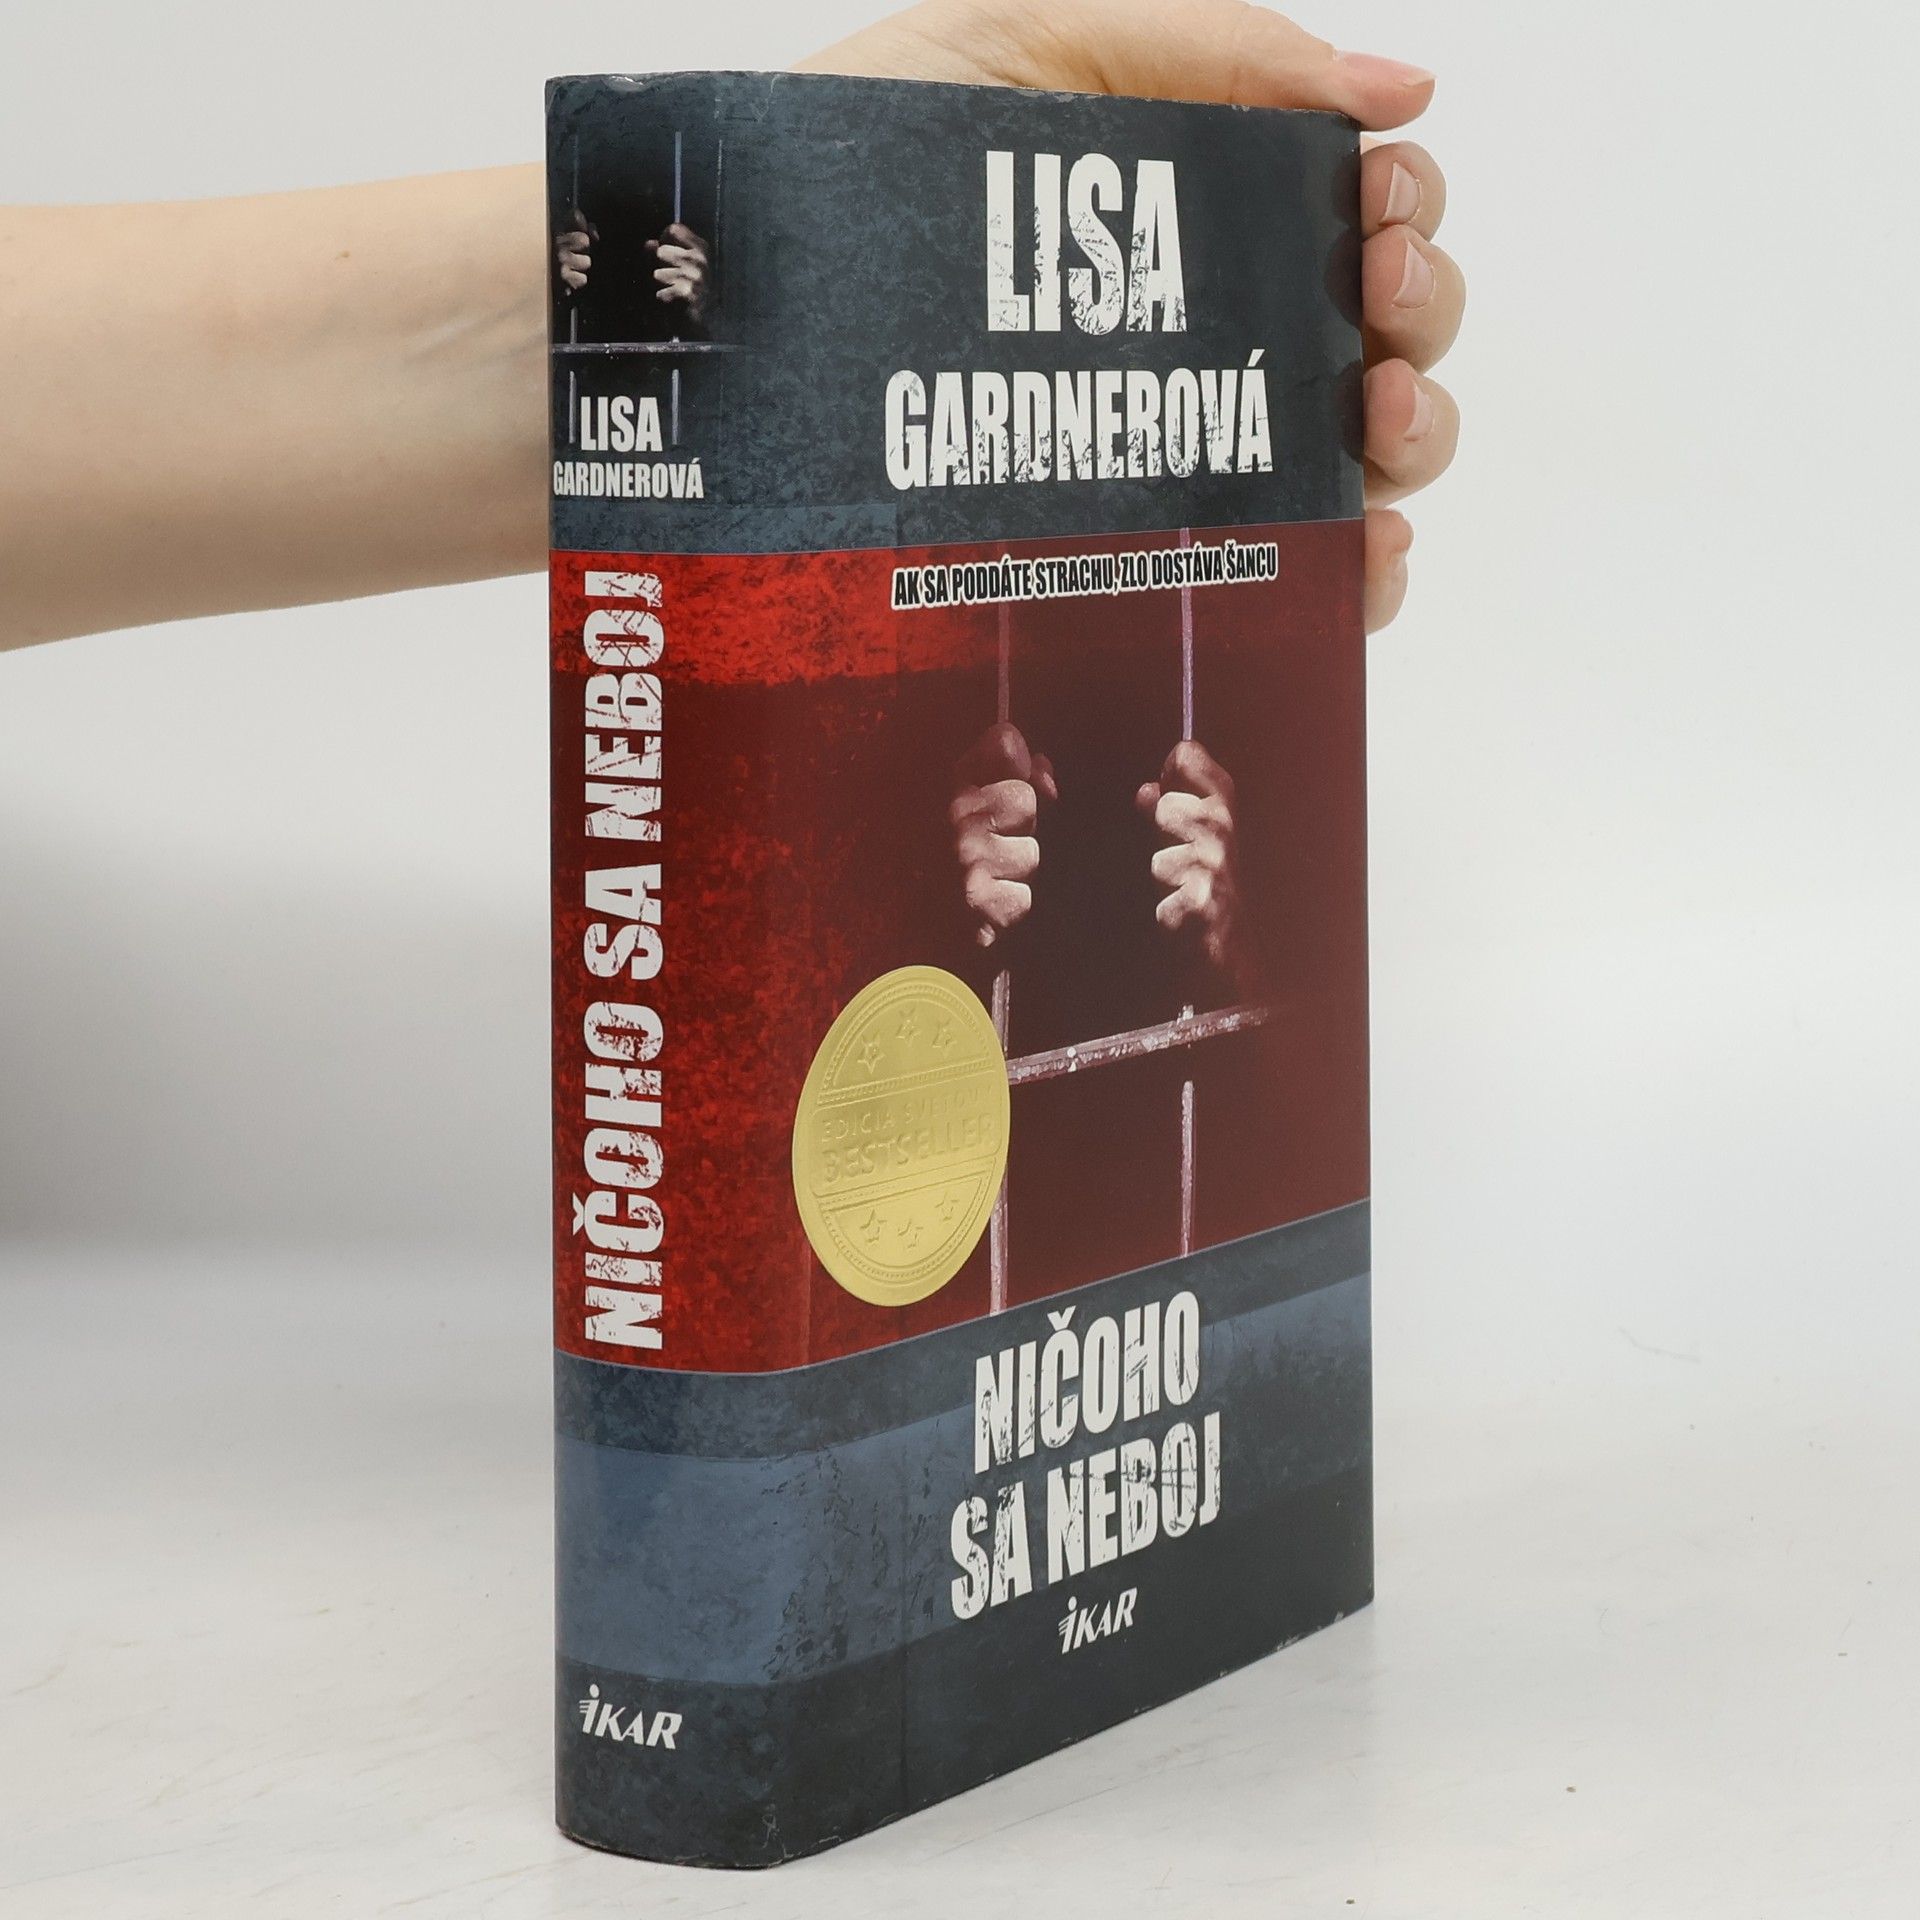 LISA
GARDNEROVÁ
NIČOHO SA NEBOJ
iKAR
LISA
GARDNEROVÁ
AK SA PODDÁTE STRACHU, ZLO DOSTÁVA ŠANCU
EDICIA SVETOVÝ
BESTSELLER
NIČOHO
SA NEBOJ
iKAR